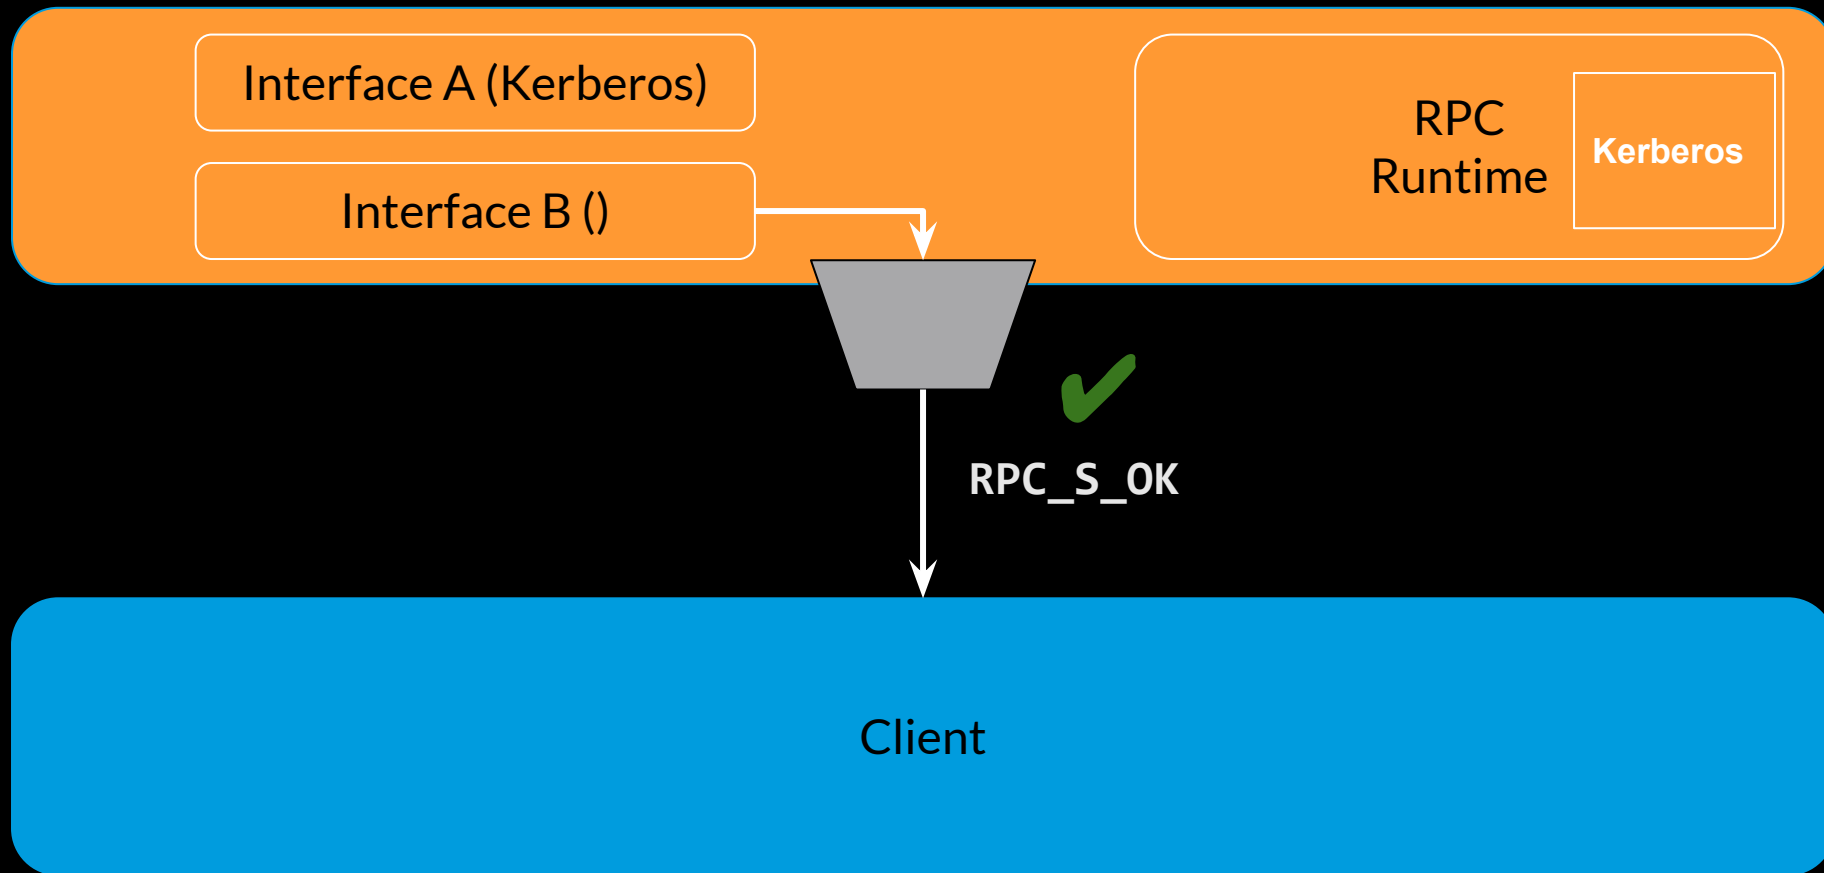 Interface A (Kerberos)
Interface B ()
RPC
Runtime
Kerberos
RPC_S_OK
Client